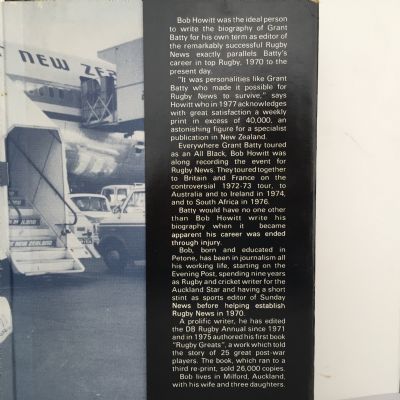 NEW ZEA
NEW ZEALAND
Bob Howitt was the ideal person
to write the biography of Grant
Batty for his own term as editor of
the remarkably successful Rugby
News exactly parallels Batty's
career in top Rugby, 1970 to the
present day.
"It was personalities like Grant
Batty who made it possible for
Rugby News to survive," says
Howitt who in 1977 acknowledges
with great satisfaction a weekly
print in excess of 40,000, an
astonishing figure for a specialist
publication in New Zealand.
Everywhere Grant Batty toured
as an All Black, Bob Howitt was
along recording the event for
Rugby News. They toured together
to Britain and France on the
controversial 1972-73 tour, to
Australia and to Ireland in 1974,
and to South Africa in 1976.
Batty would have no one other
than Bob Howitt write his
biography when it became
apparent his career was ended
through injury.
Bob, born and educated in
Petone, has been in journalism all
his working life, starting on the
Evening Post, spending nine years
as Rugby and cricket writer for the
Auckland Star and having a short
stint as sports editor of Sunday
News before helping establish
Rugby News in 1970.
A prolific writer, he has edited
the DB Rugby Annual since 1971
and in 1975 authored his first book
"Rugby Greats", a work which told
the story of 25 great post-war
players. The book, which ran to a
third re-print, sold 26,000 copies.
Bob lives in Milford, Auckland,
with his wife and three daughters.